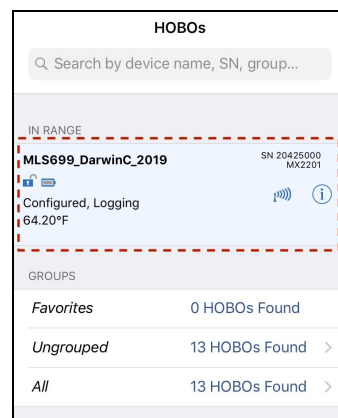 HOBOs
Search by device name, SN, group...
IN RANGE
MLS699_DarwinC_2019
SN 20425000
MX2201
Configured, Logging
64.20°F
GROUPS
Favorites 0 HOBOs Found
Ungrouped 13 HOBOs Found
All 13 HOBOs Found